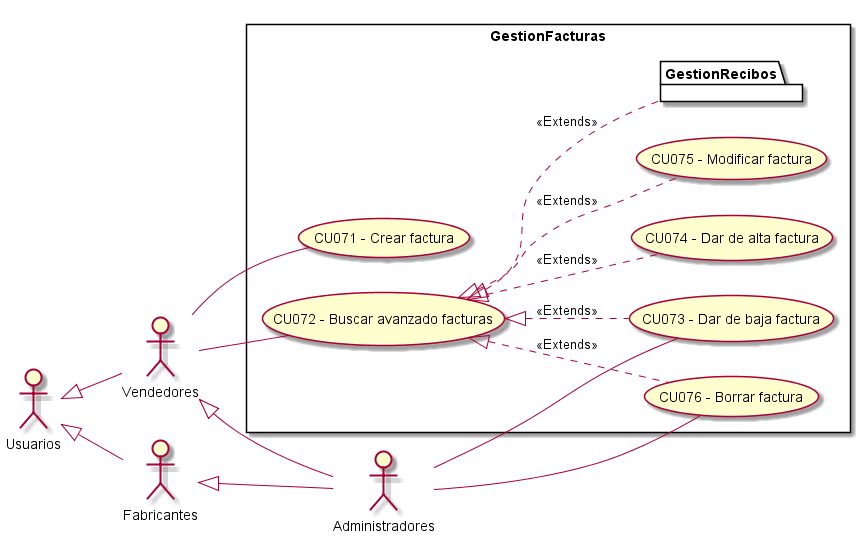 GestionFacturas
GestionRecibos
«Extends»
CU075 - Modificar factura
«Extends»
CU071 - Crear factura
CU074 - Dar de alta factura
«Extends»
CU072 - Buscar avanzado facturas
«Extends»
CU073 - Dar de baja factura
«Extends»
CU076 - Borrar factura
Vendedores
Usuarios
Fabricantes
Administradores